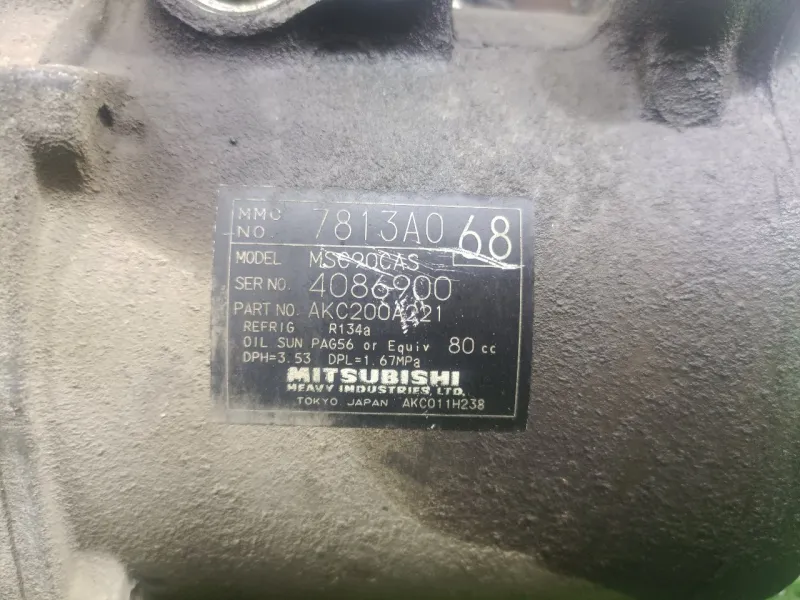 MMC NO. 7813A068
MODEL MSC90CAS
SER NO. 4086900
PART NO. AKC200A221
REFRIG R134a
OIL SUN PAG56 or Equiv 80 cc
DPH=3.53 DPL=1.67MPa
MITSUBISHI
HEAVY INDUSTRIES, LTD.
TOKYO JAPAN AKC011H238